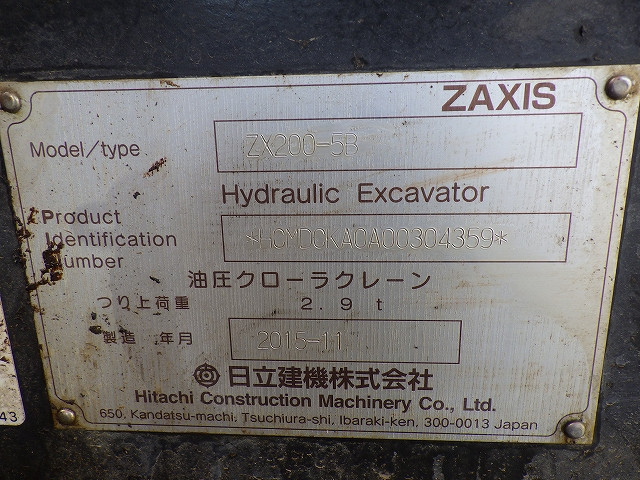 ZAXIS
Model/type ZX200-5B
Hydraulic Excavator
Product Identification Number *HCMDDKA0A00304359*
油圧クローラクレーン
つり上荷重 2.9t
製造 年月 2015-11
日立建機株式会社
Hitachi Construction Machinery Co., Ltd.
650, Kandatsu-machi, Tsuchiura-shi, Ibaraki-ken, 300-0013 Japan
43